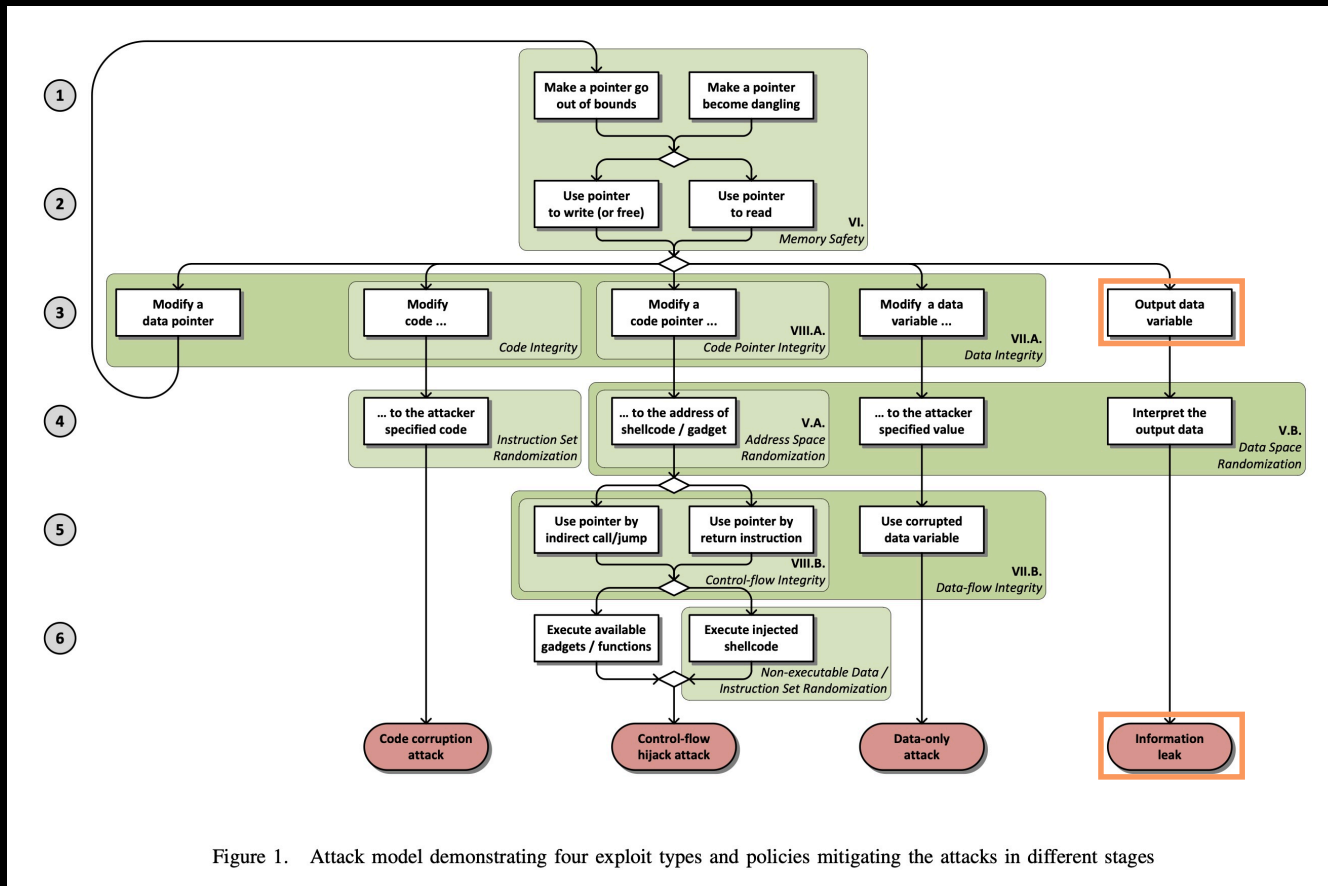 1
Make a pointer go
out of bounds
Make a pointer
become dangling
2
Use pointer
to write (or free)
Use pointer
to read
VI.
Memory Safety
3
Modify a
data pointer
Modify
code ...
Code Integrity
Modify a
code pointer ...
VIII.A.
Code Pointer Integrity
Modify a data
variable ...
VII.A.
Data Integrity
Output data
variable
4
... to the attacker
specified code
Instruction Set
Randomization
... to the address of
shellcode / gadget
V.A.
Address Space
Randomization
... to the attacker
specified value
Interpret the
output data
V.B.
Data Space
Randomization
5
Use pointer by
indirect call/jump
Use pointer by
return instruction
VIII.B.
Control-flow Integrity
Use corrupted
data variable
VII.B.
Data-flow Integrity
6
Execute available
gadgets / functions
Execute injected
shellcode
Non-executable Data /
Instruction Set Randomization
Code corruption
attack
Control-flow
hijack attack
Data-only
attack
Information
leak
Figure 1. Attack model demonstrating four exploit types and policies mitigating the attacks in different stages